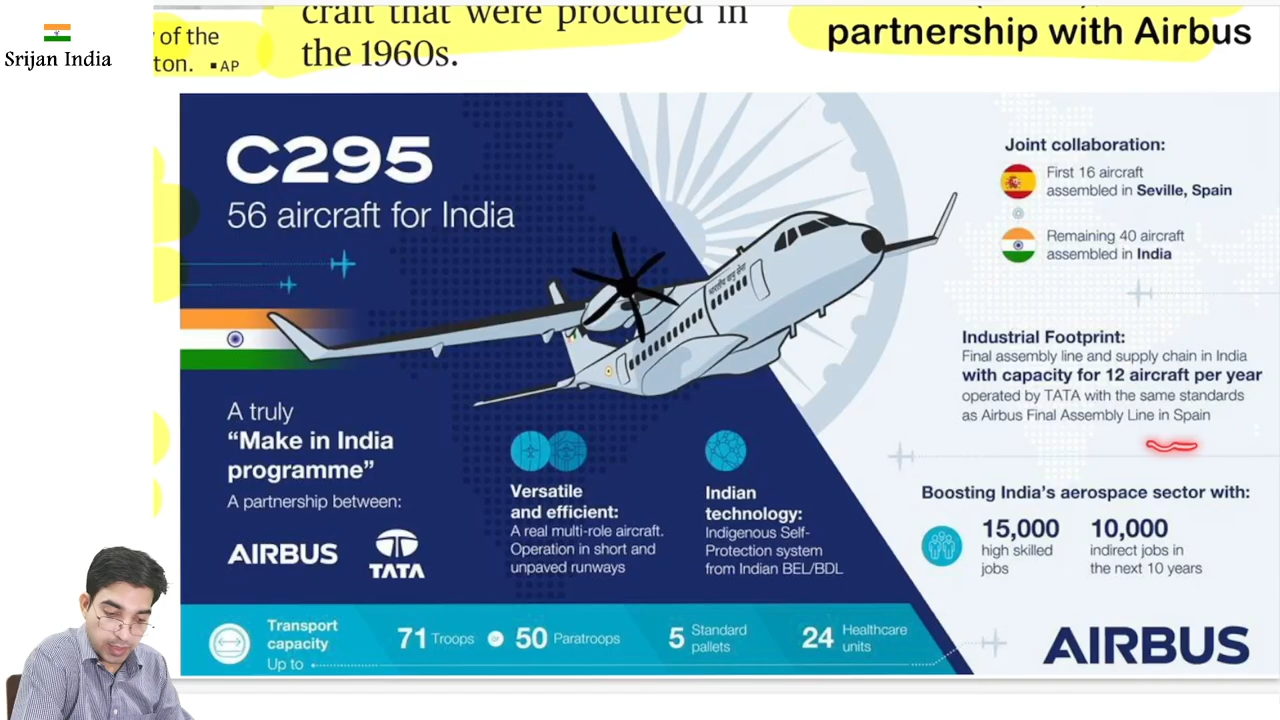 Srijan India
y of the
ton. ▪AP
craft that were procured in
the 1960s.
partnership with Airbus
C295
56 aircraft for India
भारतीय वायु सेना
A truly
“Make in India
programme”
A partnership between:
AIRBUS
TATA
Versatile
and efficient:
A real multi-role aircraft.
Operation in short and
unpaved runways
Indian
technology:
Indigenous Self-
Protection system
from Indian BEL/BDL
Joint collaboration:
First 16 aircraft
assembled in Seville, Spain
Remaining 40 aircraft
assembled in India
Industrial Footprint:
Final assembly line and supply chain in India
with capacity for 12 aircraft per year
operated by TATA with the same standards
as Airbus Final Assembly Line in Spain
Boosting India's aerospace sector with:
15,000
high skilled
jobs
10,000
indirect jobs in
the next 10 years
Transport
capacity
Up to
71 Troops
50 Paratroops
5 Standard
pallets
24 Healthcare
units
AIRBUS